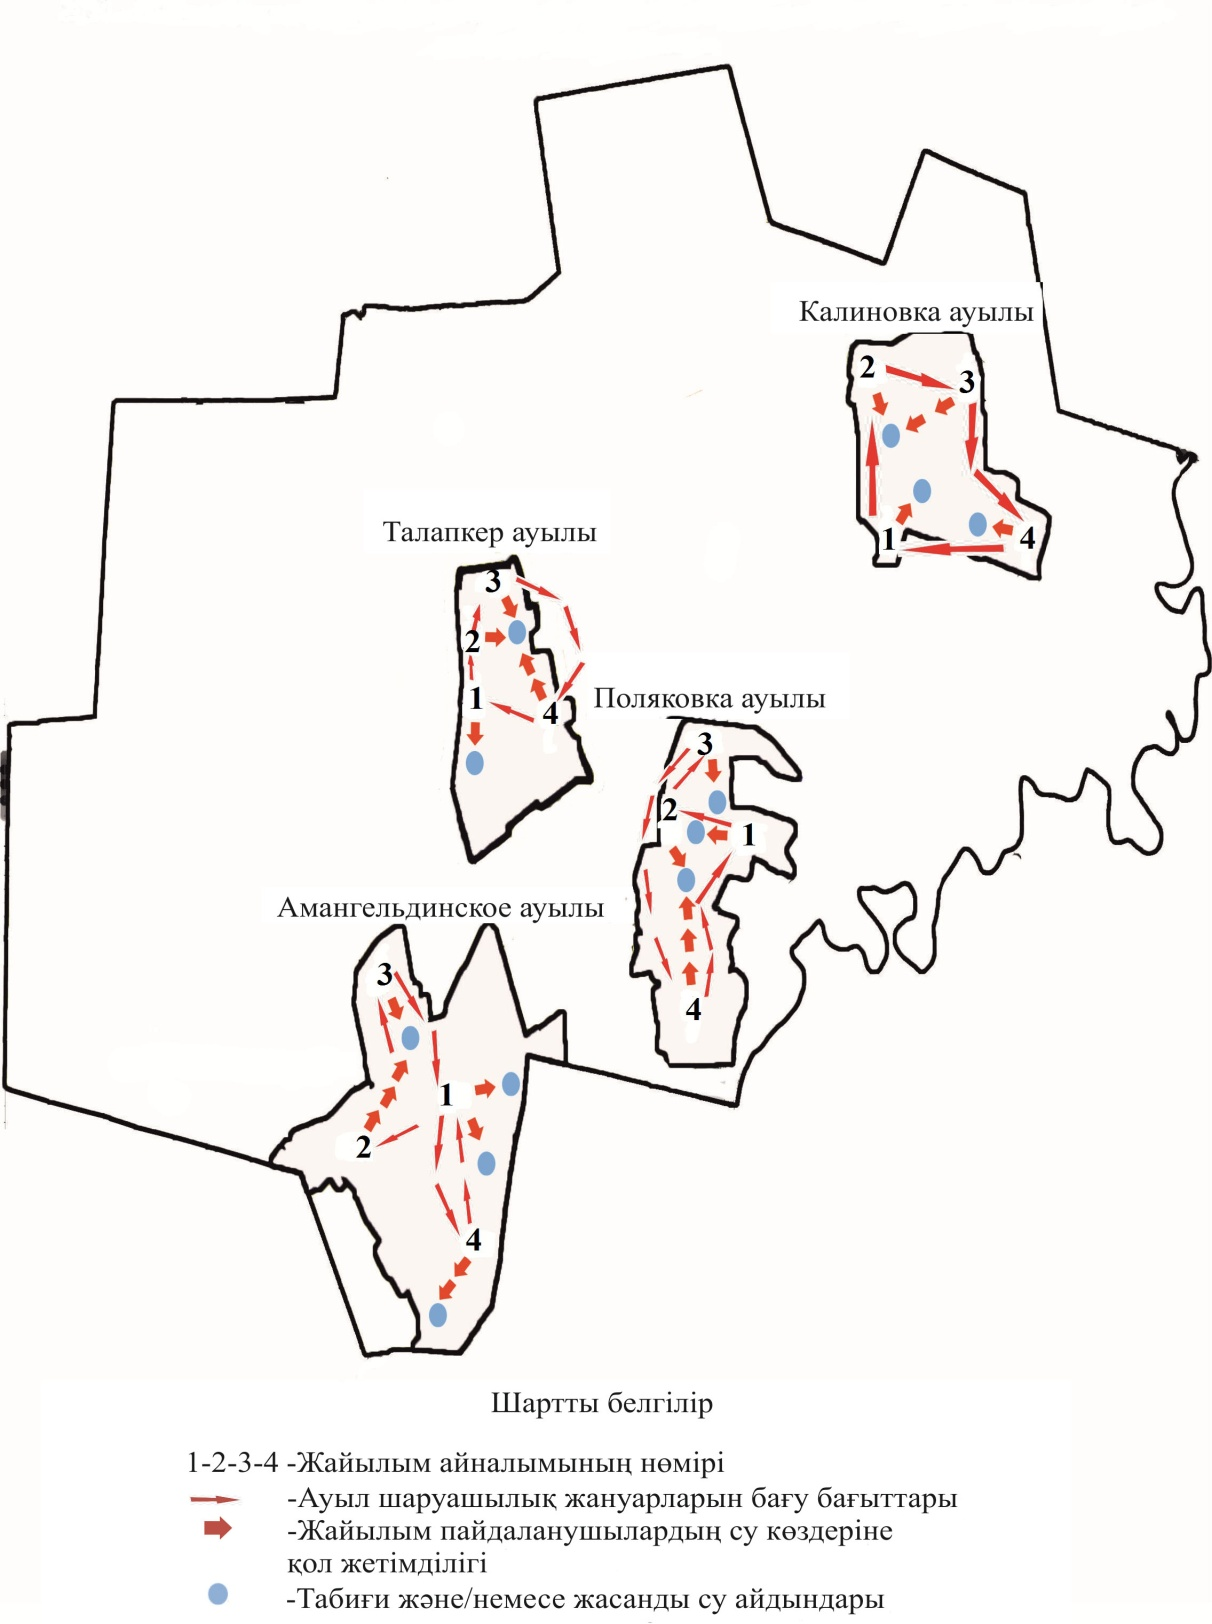 Калиновка ауылы
2
3
1
4
Талапкер ауылы
3
2
1
4
Поляковка ауылы
3
2
1
4
Амангельдинское ауылы
3
1
2
4
Шартты белгілір
1-2-3-4 -Жайылым айналымының нөмірі
-Ауыл шаруашылық жануарларын бағу бағыттары
-Жайылым пайдаланушылардың су көздеріне
қол жетімділігі
-Табиғи және/немесе жасанды су айдындары